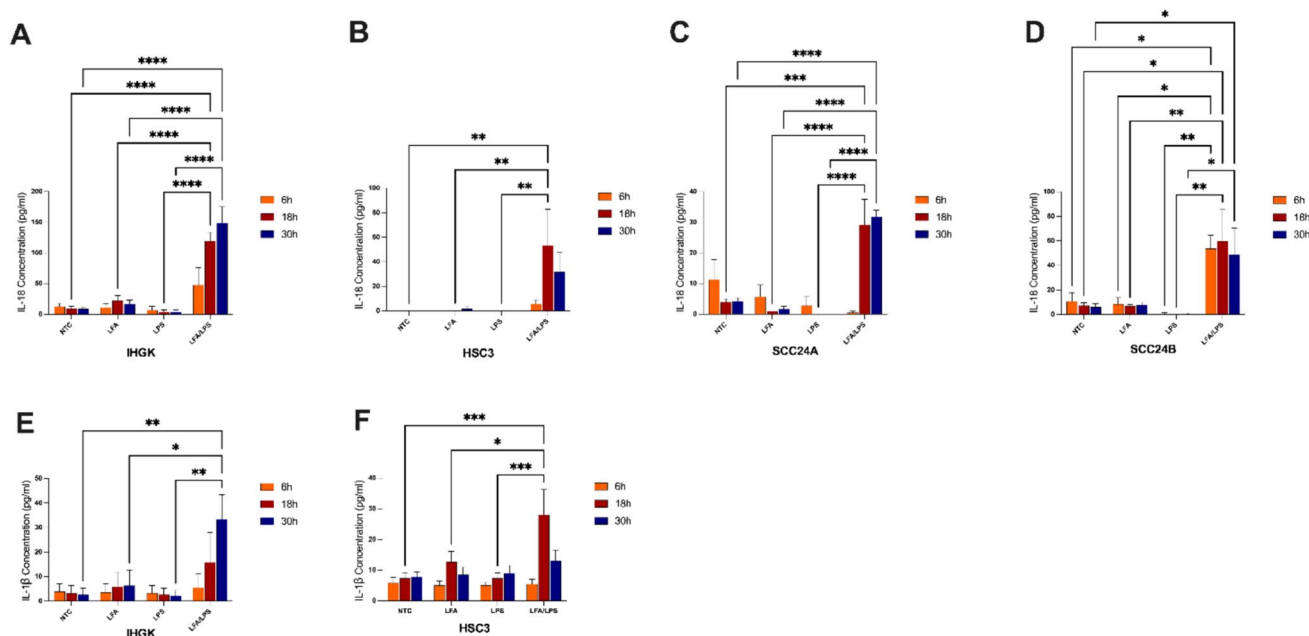 A
****
****
****
****
****
****
IL-18 Concentration (pg/ml)
200
150
100
50
0
NTC
LFA
LPS
LFA/LPS
IHGK
6h
18h
30h
B
**
**
**
IL-18 Concentration (pg/ml)
100
80
60
40
20
0
NTC
LFA
LPS
LFA/LPS
HSC3
6h
18h
30h
C
****
***
****
****
****
****
IL-18 Concentration (pg/ml)
40
30
20
10
0
NTC
LFA
LPS
LFA/LPS
SCC24A
6h
18h
30h
D
*
*
*
*
**
**
*
**
IL-18 Concentration (pg/ml)
100
80
60
40
20
0
NTC
LFA
LPS
LFA/LPS
SCC24B
6h
18h
30h
E
**
*
**
IL-1β Concentration (pg/ml)
50
40
30
20
10
0
NTC
LFA
LPS
LFA/LPS
IHGK
6h
18h
30h
F
***
*
***
IL-1β Concentration (pg/ml)
30
20
10
0
NTC
LFA
LPS
LFA/LPS
HSC3
6h
18h
30h